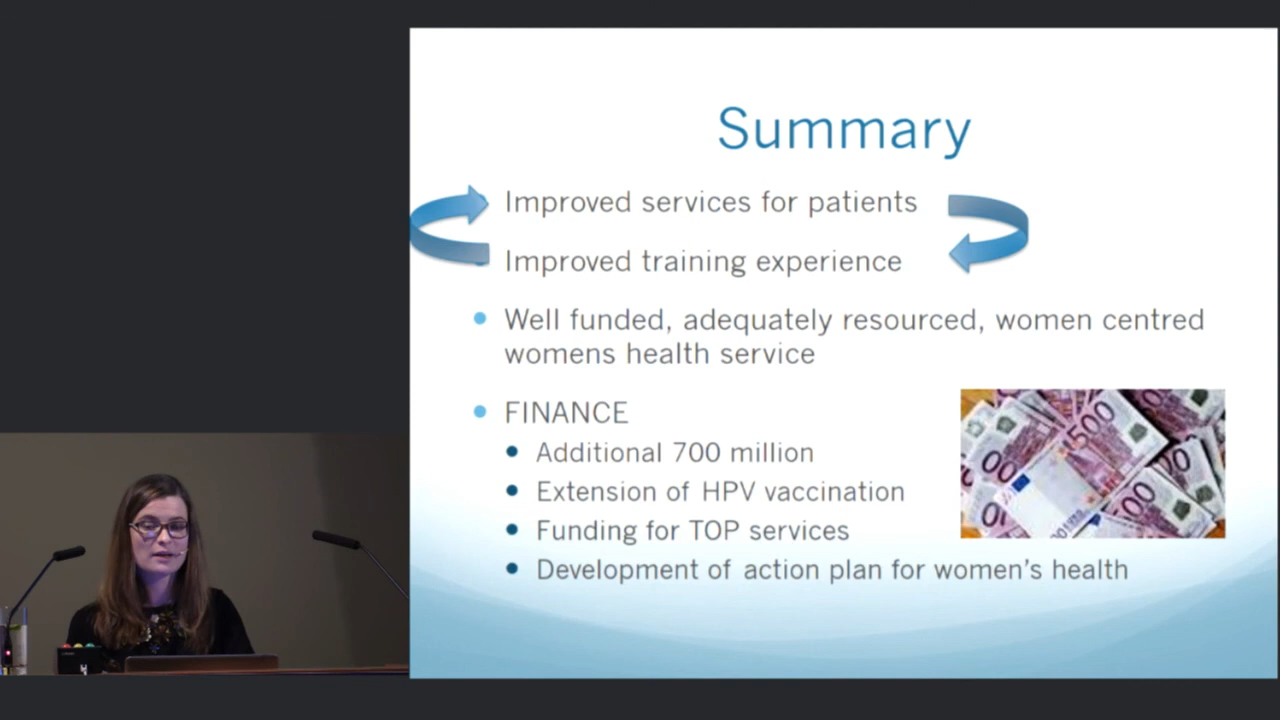 Summary
Improved services for patients
Improved training experience
Well funded, adequately resourced, women centred
womens health service
FINANCE
Additional 700 million
Extension of HPV vaccination
Funding for TOP services
Development of action plan for women’s health
500